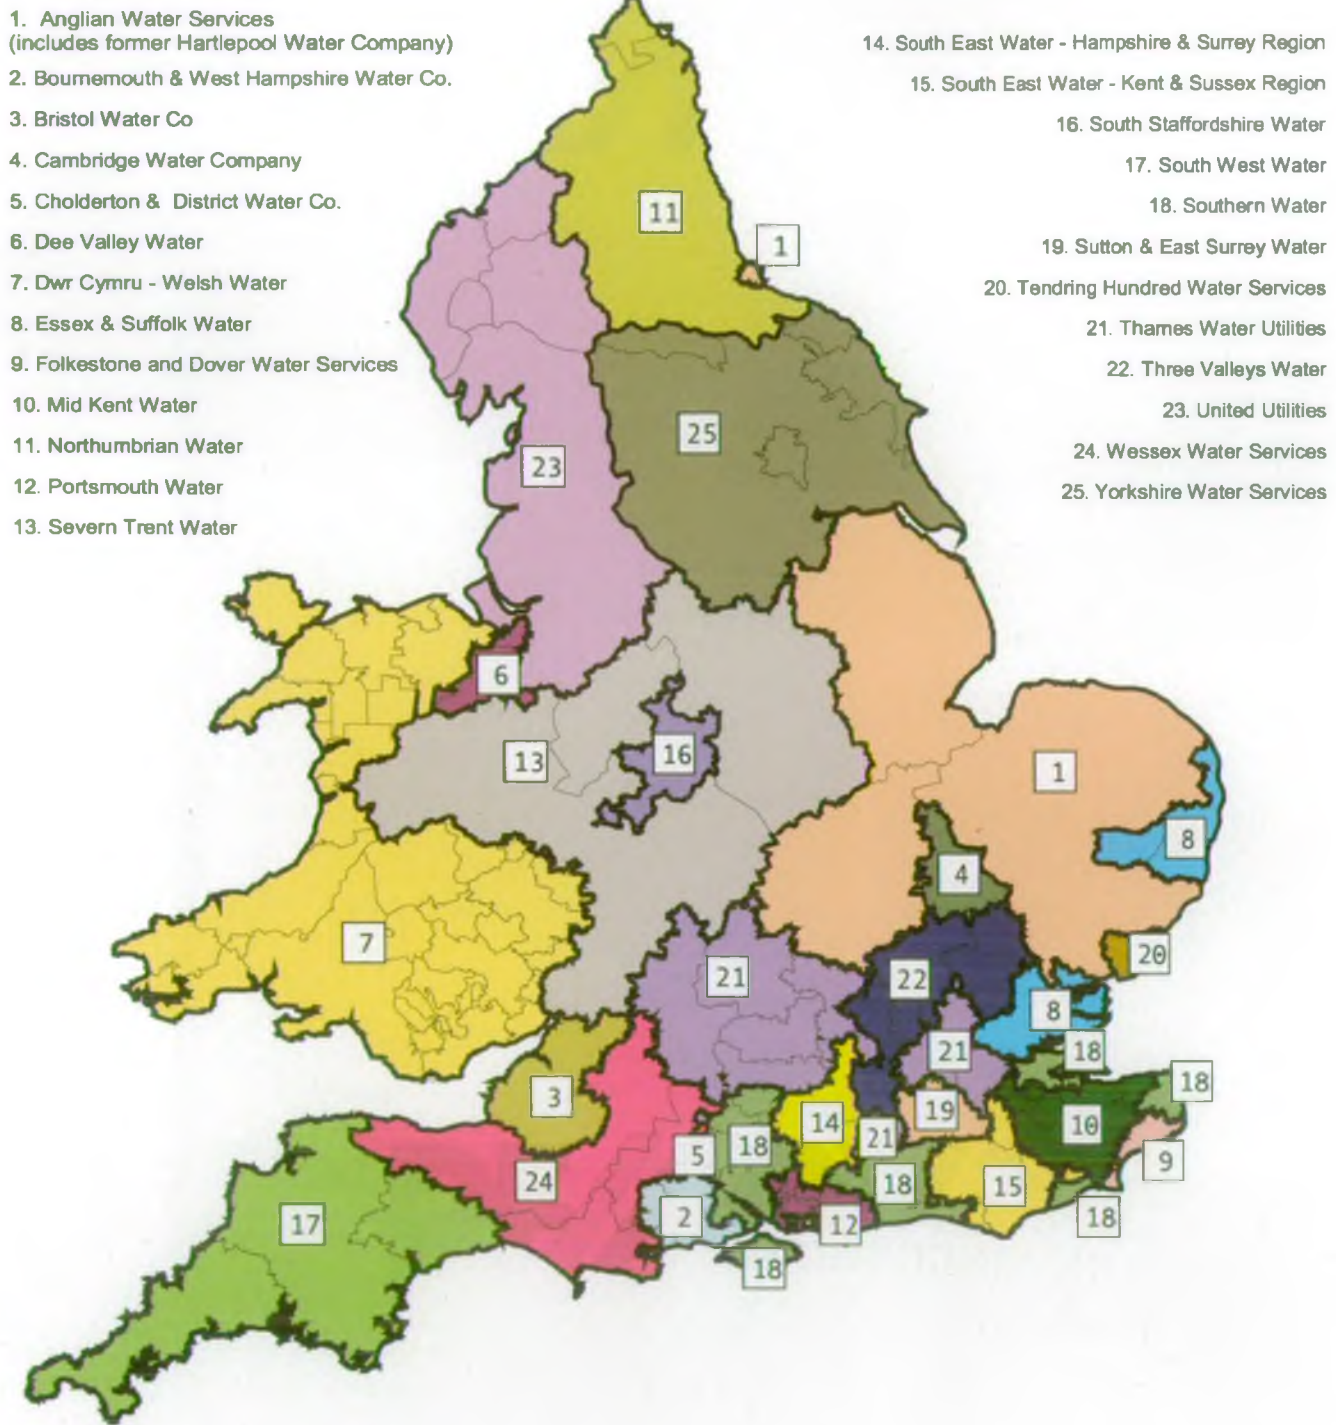 1. Anglian Water Services
(includes former Hartlepool Water Company)
2. Bournemouth & West Hampshire Water Co.
3. Bristol Water Co
4. Cambridge Water Company
5. Cholderton & District Water Co.
6. Dee Valley Water
7. Dwr Cymru - Welsh Water
8. Essex & Suffolk Water
9. Folkestone and Dover Water Services
10. Mid Kent Water
11. Northumbrian Water
12. Portsmouth Water
13. Severn Trent Water
14. South East Water - Hampshire & Surrey Region
15. South East Water - Kent & Sussex Region
16. South Staffordshire Water
17. South West Water
18. Southern Water
19. Sutton & East Surrey Water
20. Tendring Hundred Water Services
21. Thames Water Utilities
22. Three Valleys Water
23. United Utilities
24. Wessex Water Services
25. Yorkshire Water Services
11
1
25
23
6
13
16
1
8
4
7
20
21
22
8
21
18
18
3
14
19
10
21
18
5
9
24
18
15
2
12
18
17
18